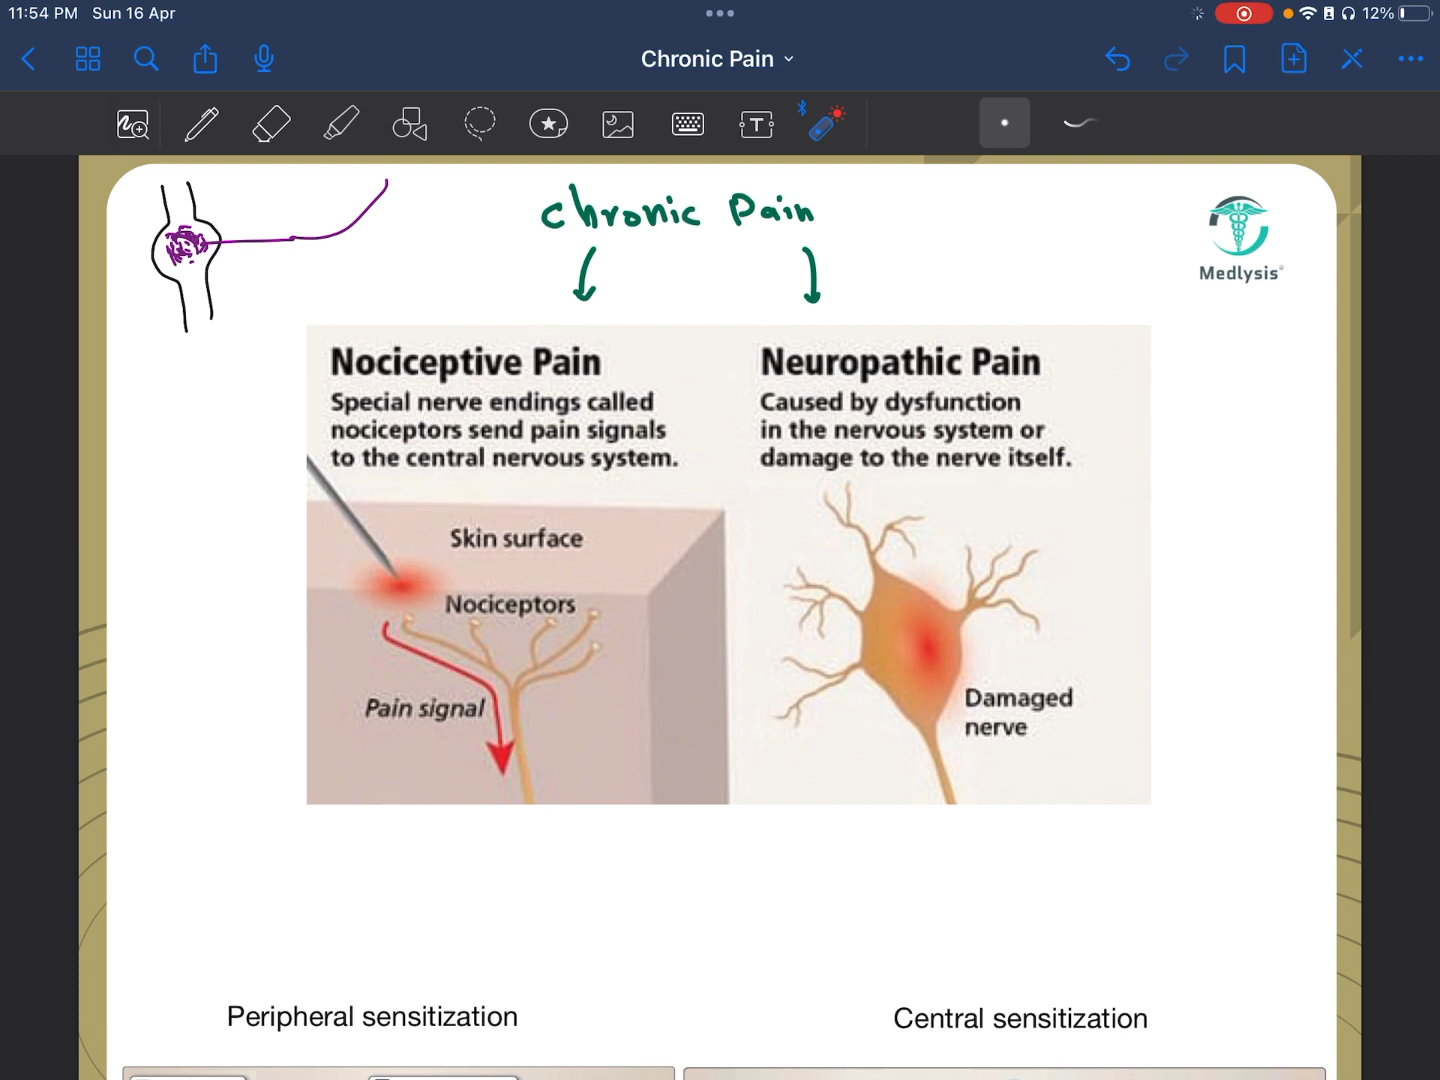 11:54 PM Sun 16 Apr
12%
Chronic Pain
T
chronic Pain
Medlysis®
Nociceptive Pain
Special nerve endings called
nociceptors send pain signals
to the central nervous system.
Neuropathic Pain
Caused by dysfunction
in the nervous system or
damage to the nerve itself.
Skin surface
Nociceptors
Pain signal
Damaged
nerve
Peripheral sensitization
Central sensitization